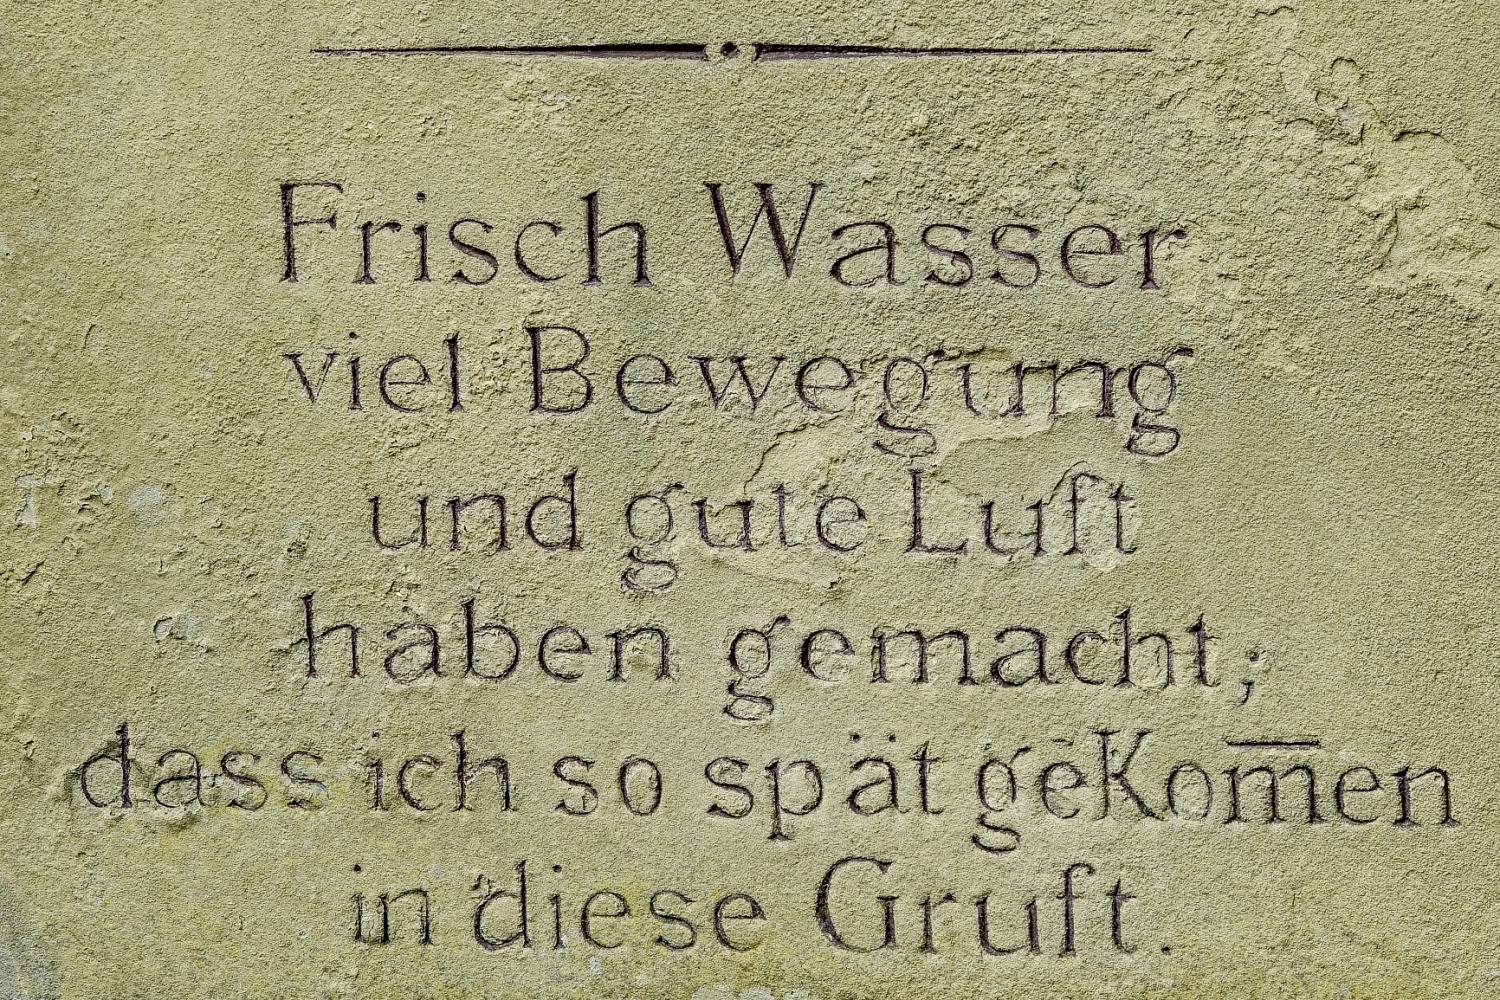 Frisch Wasser
viel Bewegung
und gute Luft
haben gemacht;
dass ich so spät geKom̅en
in diese Gruft.